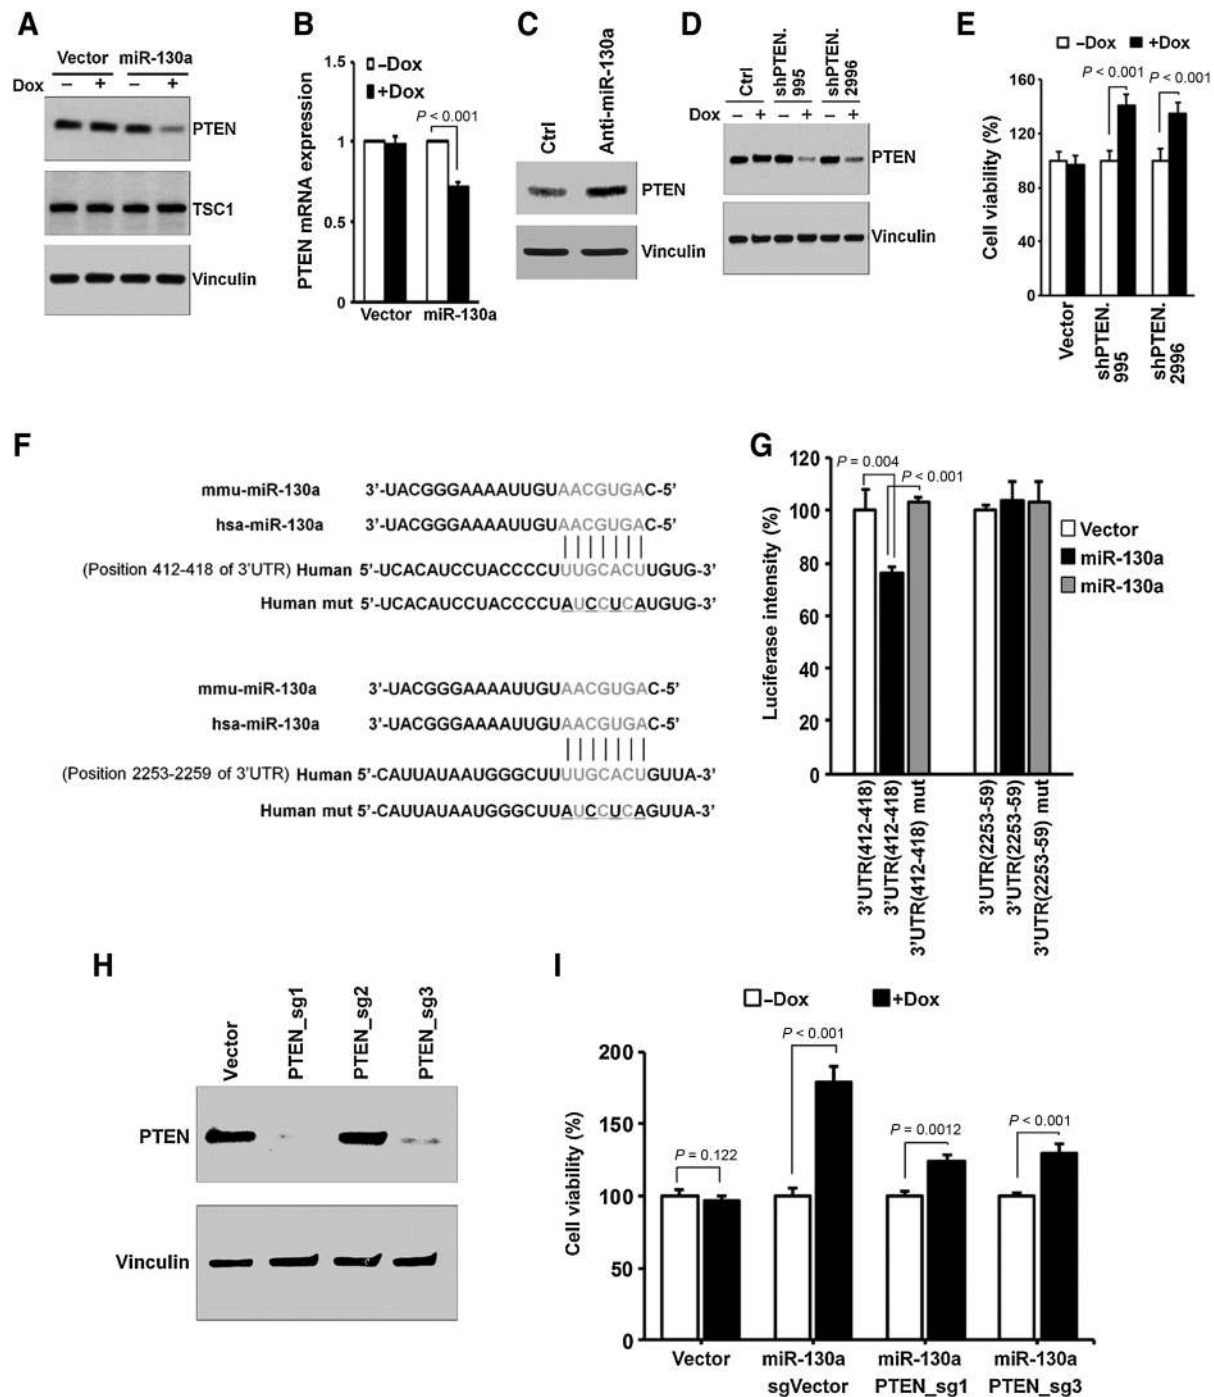 A
Vector miR-130a
Dox – + – +
PTEN
TSC1
Vinculin
B
–Dox
+Dox
PTEN mRNA expression
1.5
1
0.5
0
P < 0.001
Vector miR-130a
C
Ctrl
Anti-miR-130a
PTEN
Vinculin
D
Ctrl
shPTEN.
995
shPTEN.
2996
Dox – + – + – +
PTEN
Vinculin
E
–Dox +Dox
Cell viability (%)
160
120
80
40
0
P < 0.001
P < 0.001
Vector
shPTEN.
995
shPTEN.
2996
F
mmu-miR-130a 3'-UACGGGAAAAUUGUAACGUGAC-5'
hsa-miR-130a 3'-UACGGGAAAAUUGUAACGUGAC-5'
(Position 412-418 of 3'UTR) Human 5'-UCACAUCCUACCCCUUUGCACUUGUG-3'
Human mut 5'-UCACAUCCUACCCCUAUCCUCAUGUG-3'
mmu-miR-130a 3'-UACGGGAAAAUUGUAACGUGAC-5'
hsa-miR-130a 3'-UACGGGAAAAUUGUAACGUGAC-5'
(Position 2253-2259 of 3'UTR) Human 5'-CAUUAUAAUGGGCUUUUGCACUGUUA-3'
Human mut 5'-CAUUAUAAUGGGCUUAUCCUCAGUUA-3'
G
Luciferase intensity (%)
120
100
80
60
40
20
0
P = 0.004
P < 0.001
Vector
miR-130a
miR-130a
3'UTR(412-418)
3'UTR(412-418)
3'UTR(412-418) mut
3'UTR(2253-59)
3'UTR(2253-59)
3'UTR(2253-59) mut
H
Vector
PTEN_sg1
PTEN_sg2
PTEN_sg3
PTEN
Vinculin
I
–Dox +Dox
Cell viability (%)
200
150
100
50
0
P = 0.122
P < 0.001
P = 0.0012
P < 0.001
Vector miR-130a miR-130a miR-130a
sgVector PTEN_sg1 PTEN_sg3